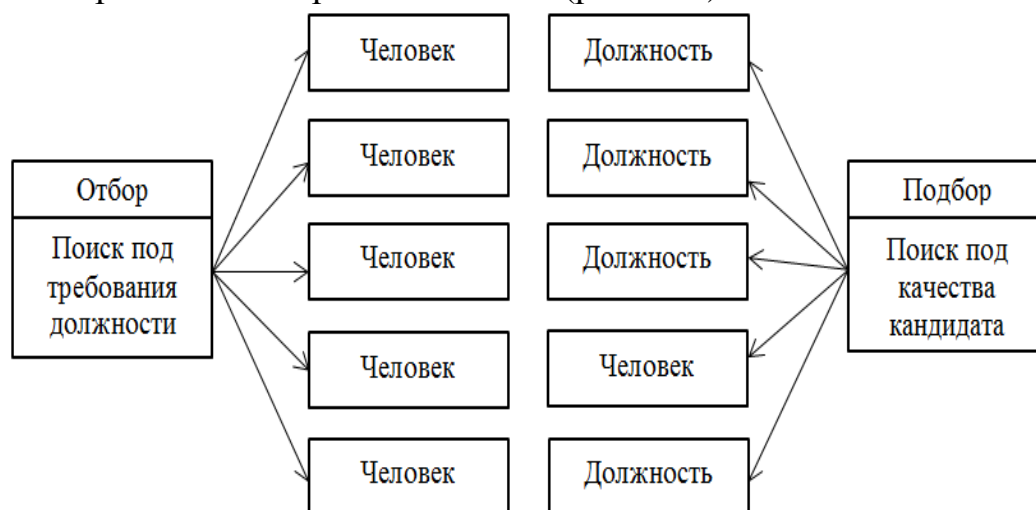 Человек
Должность
Человек
Должность
Отбор
Подбор
Поиск под
требования
должности
Человек
Должность
Поиск под
качества
кандидата
Человек
Человек
Человек
Должность